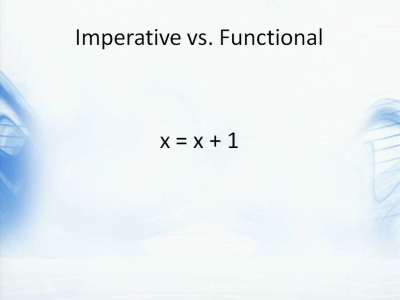 Imperative vs. Functional
x = x + 1